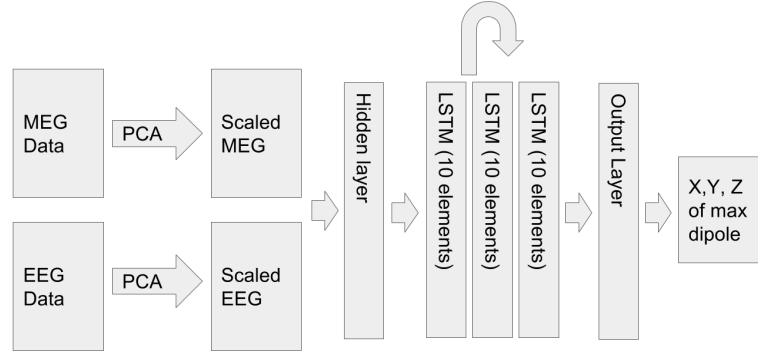 MEG
Data
PCA
Scaled
MEG
EEG
Data
PCA
Scaled
EEG
Hidden layer
LSTM (10 elements)
LSTM (10 elements)
LSTM (10 elements)
Output Layer
X,Y, Z
of max
dipole